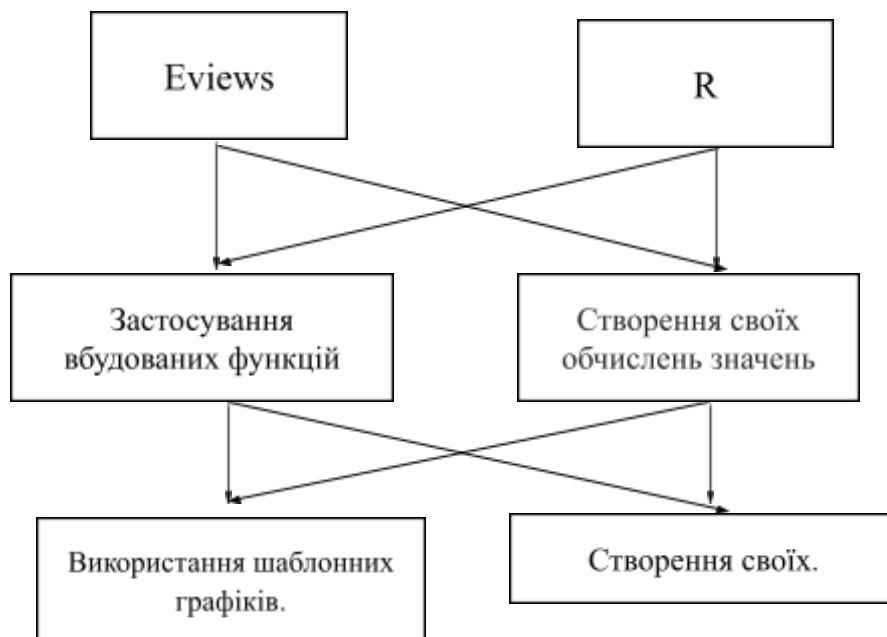 Eviews
R
Застосування
вбудованих функцій
Створення своїх
обчислень значень
Використання шаблонних
графіків.
Створення своїх.